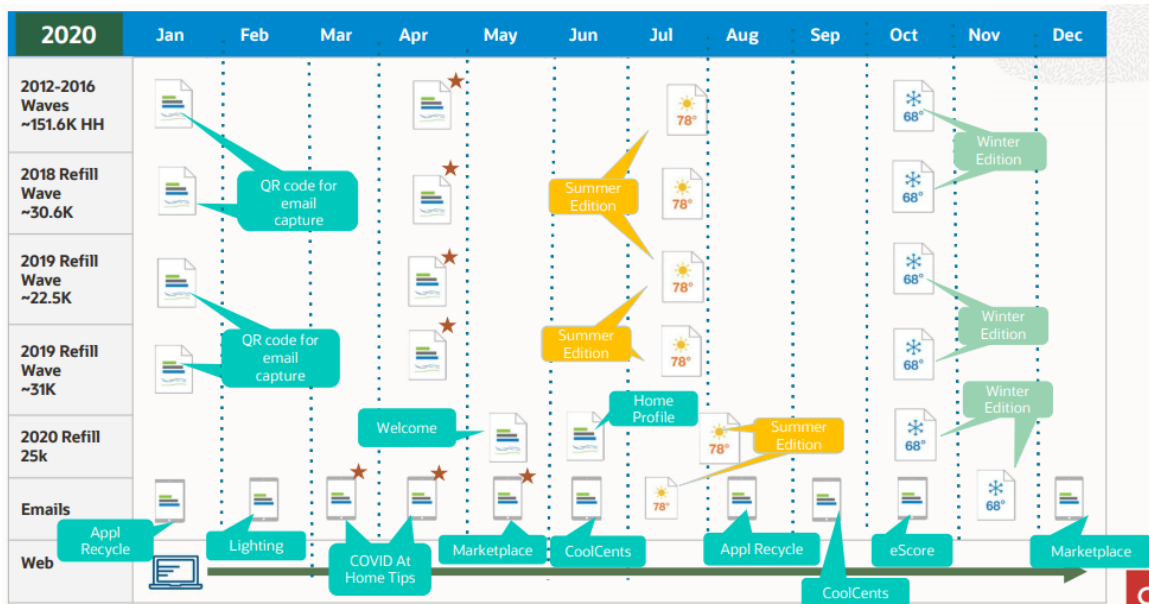 2020 Jan Feb Mar Apr May Jun Jul Aug Sep Oct Nov Dec
2012-2016
Waves
~151.6K HH
78°
68°
Winter
Edition
2018 Refill
Wave
~30.6K
QR code for
email
capture
Summer
Edition
78°
68°
2019 Refill
Wave
~22.5K
78°
68°
Winter
Edition
2019 Refill
Wave
~31K
QR code for
email
capture
Summer
Edition
78°
68°
Winter
Edition
2020 Refill
25k
Welcome
Home
Profile
78°
Summer
Edition
68°
Emails
78°
68°
Appl
Recycle
Lighting
COVID At
Home Tips
Marketplace
CoolCents
Appl Recycle
CoolCents
eScore
Marketplace
Web